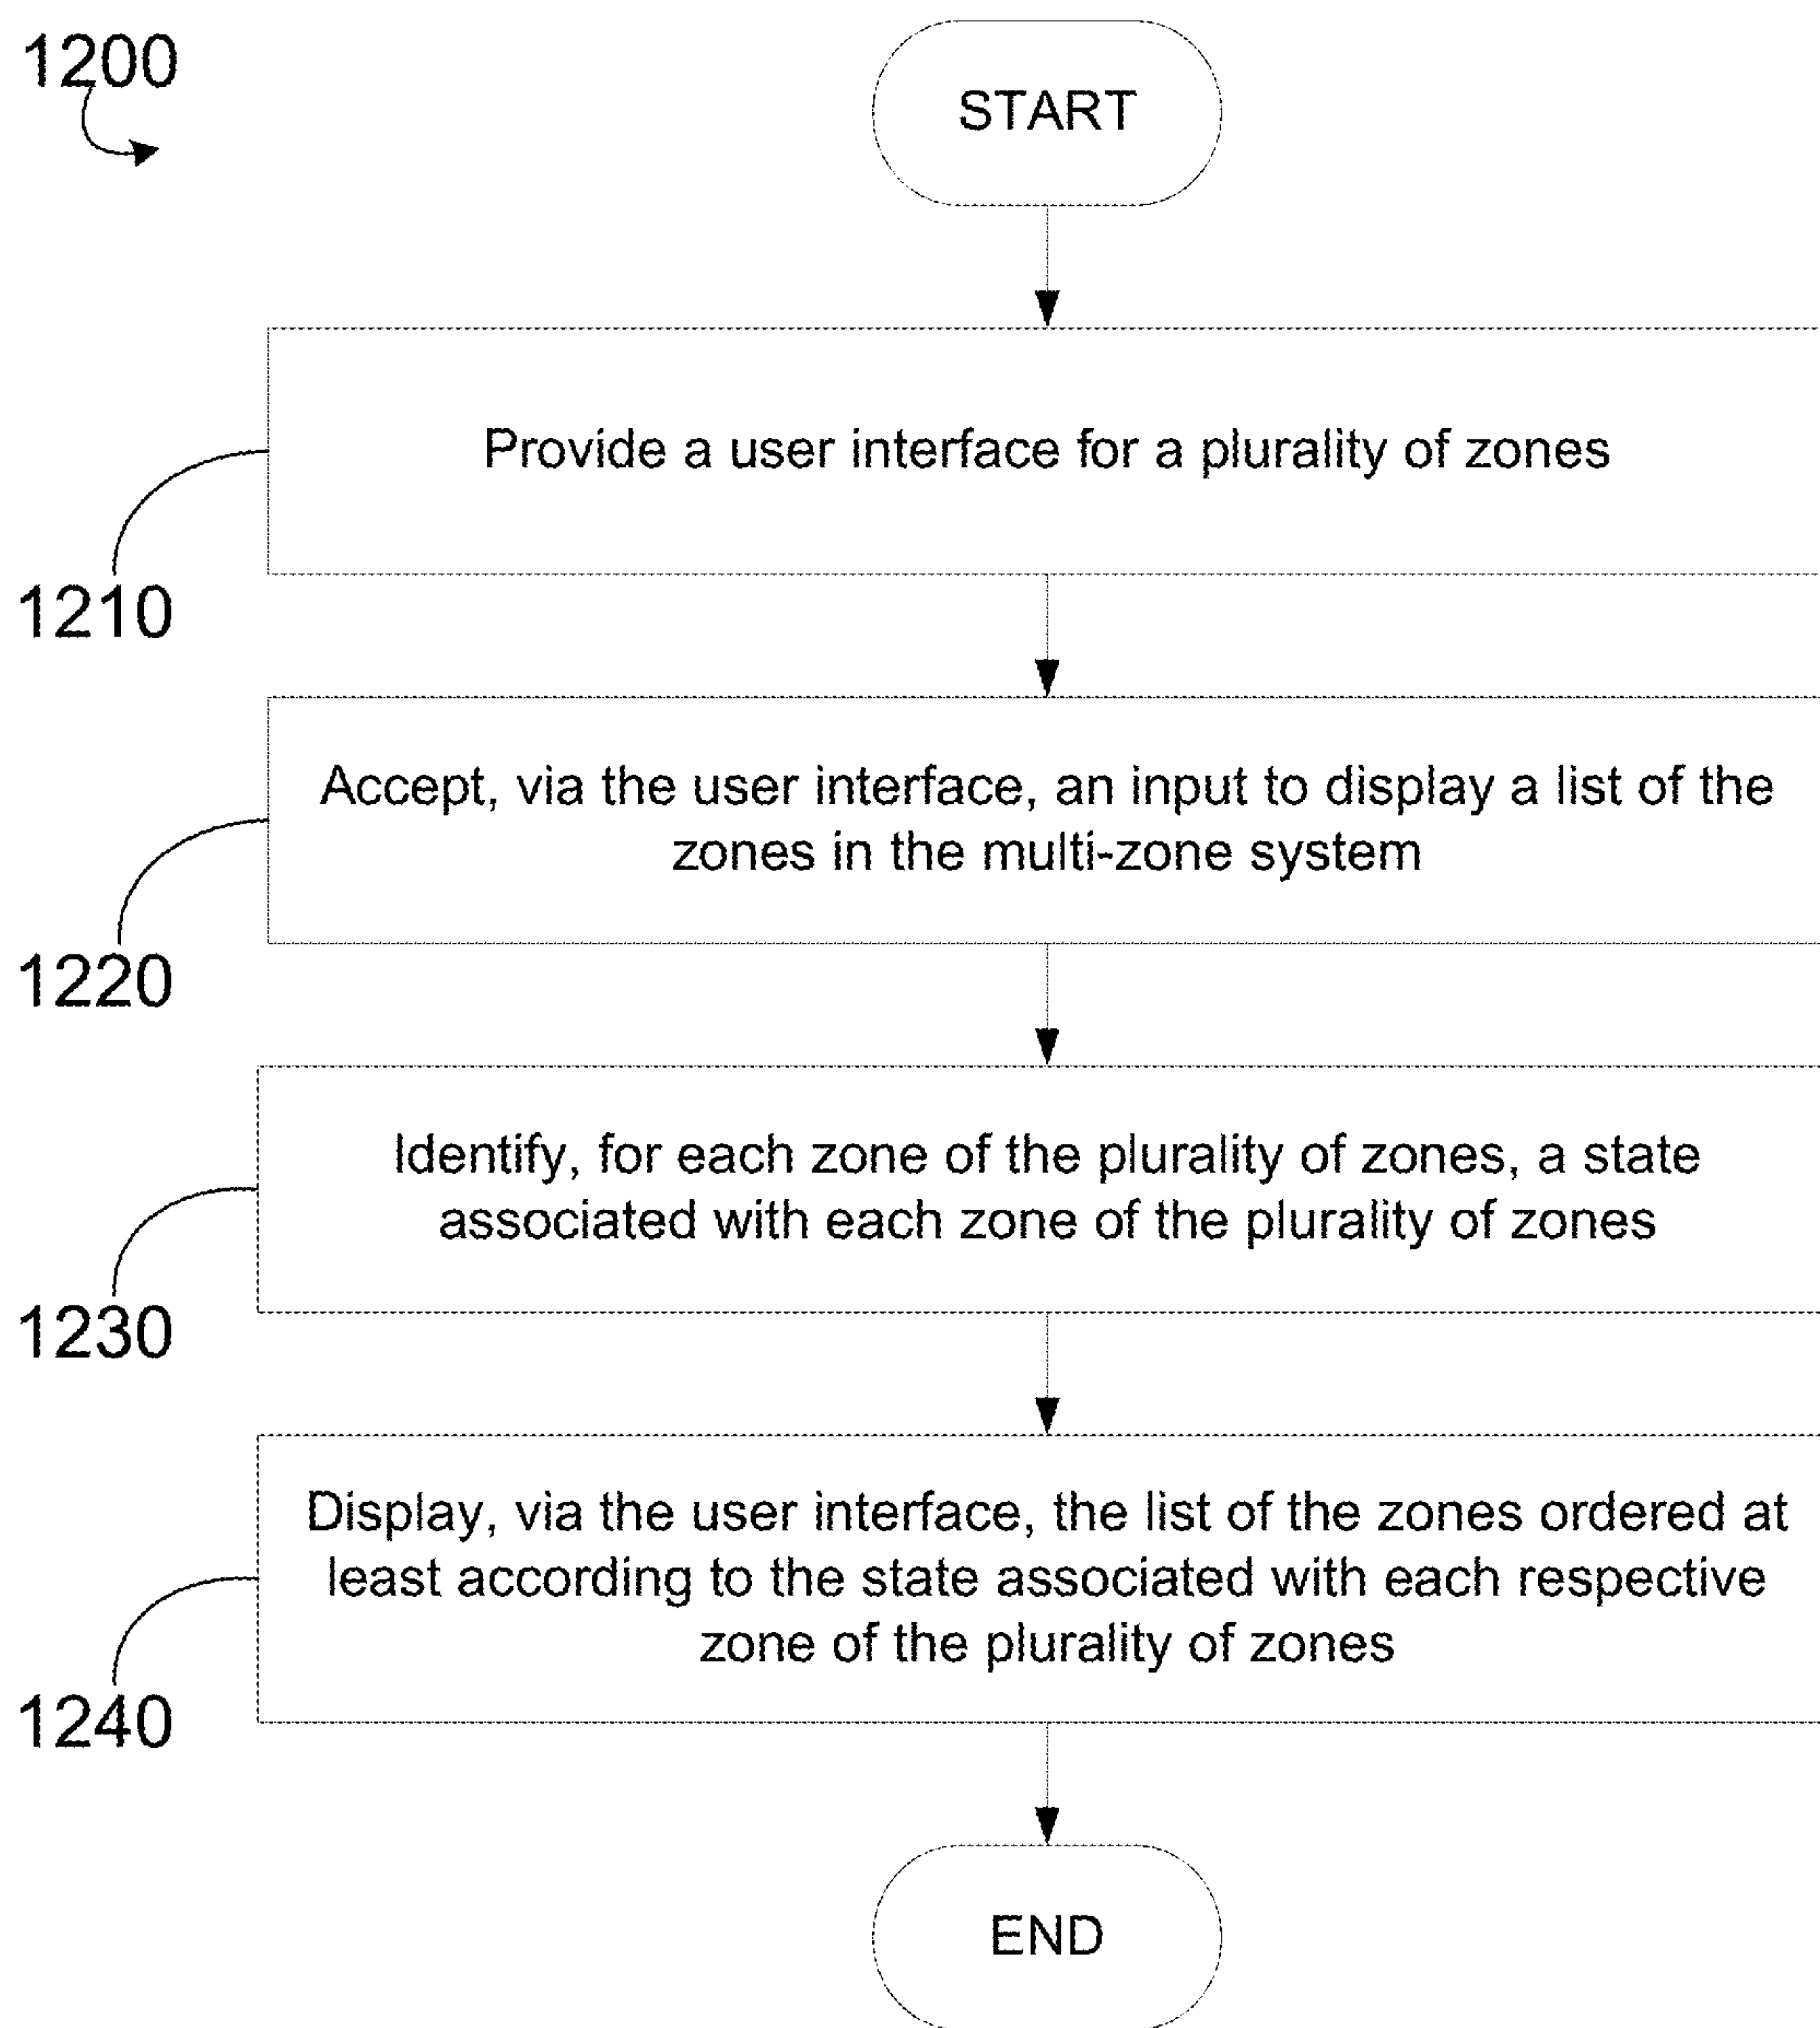 1200
START
Provide a user interface for a plurality of zones
1210
Accept, via the user interface, an input to display a list of the
zones in the multi-zone system
1220
Identify, for each zone of the plurality of zones, a state
associated with each zone of the plurality of zones
1230
Display, via the user interface, the list of the zones ordered at
least according to the state associated with each respective
zone of the plurality of zones
1240
END